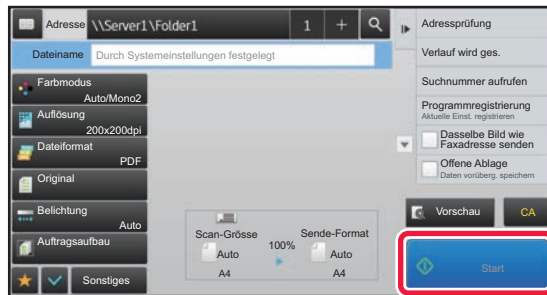 Adresse \\Server1\Folder1 1 +
Adressprüfung
Dateiname Durch Systemeinstellungen festgelegt
Verlauf wird ges.
Farbmodus
Auto/Mono2
Suchnummer aufrufen
Auflösung
200x200dpi
Programmregistrierung
Aktuelle Einst. registrieren
Dateiformat
PDF
Dasselbe Bild wie
Faxadresse senden
Original
Offene Ablage
Daten vorüberg. speichern
Belichtung
Auto
Vorschau CA
Scan-Grösse 100% Sende-Format
Auto Auto
A4 A4
Auftragsaufbau
Sonstiges
Start